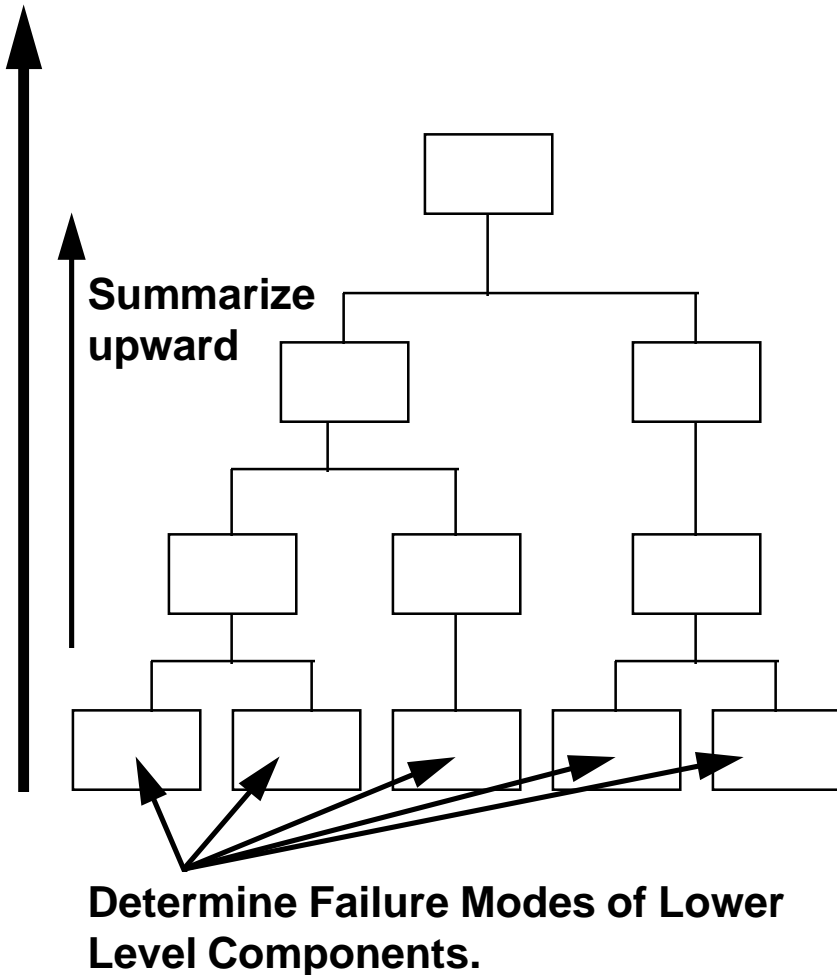 Summarize
upward
Determine Failure Modes of Lower
Level Components.